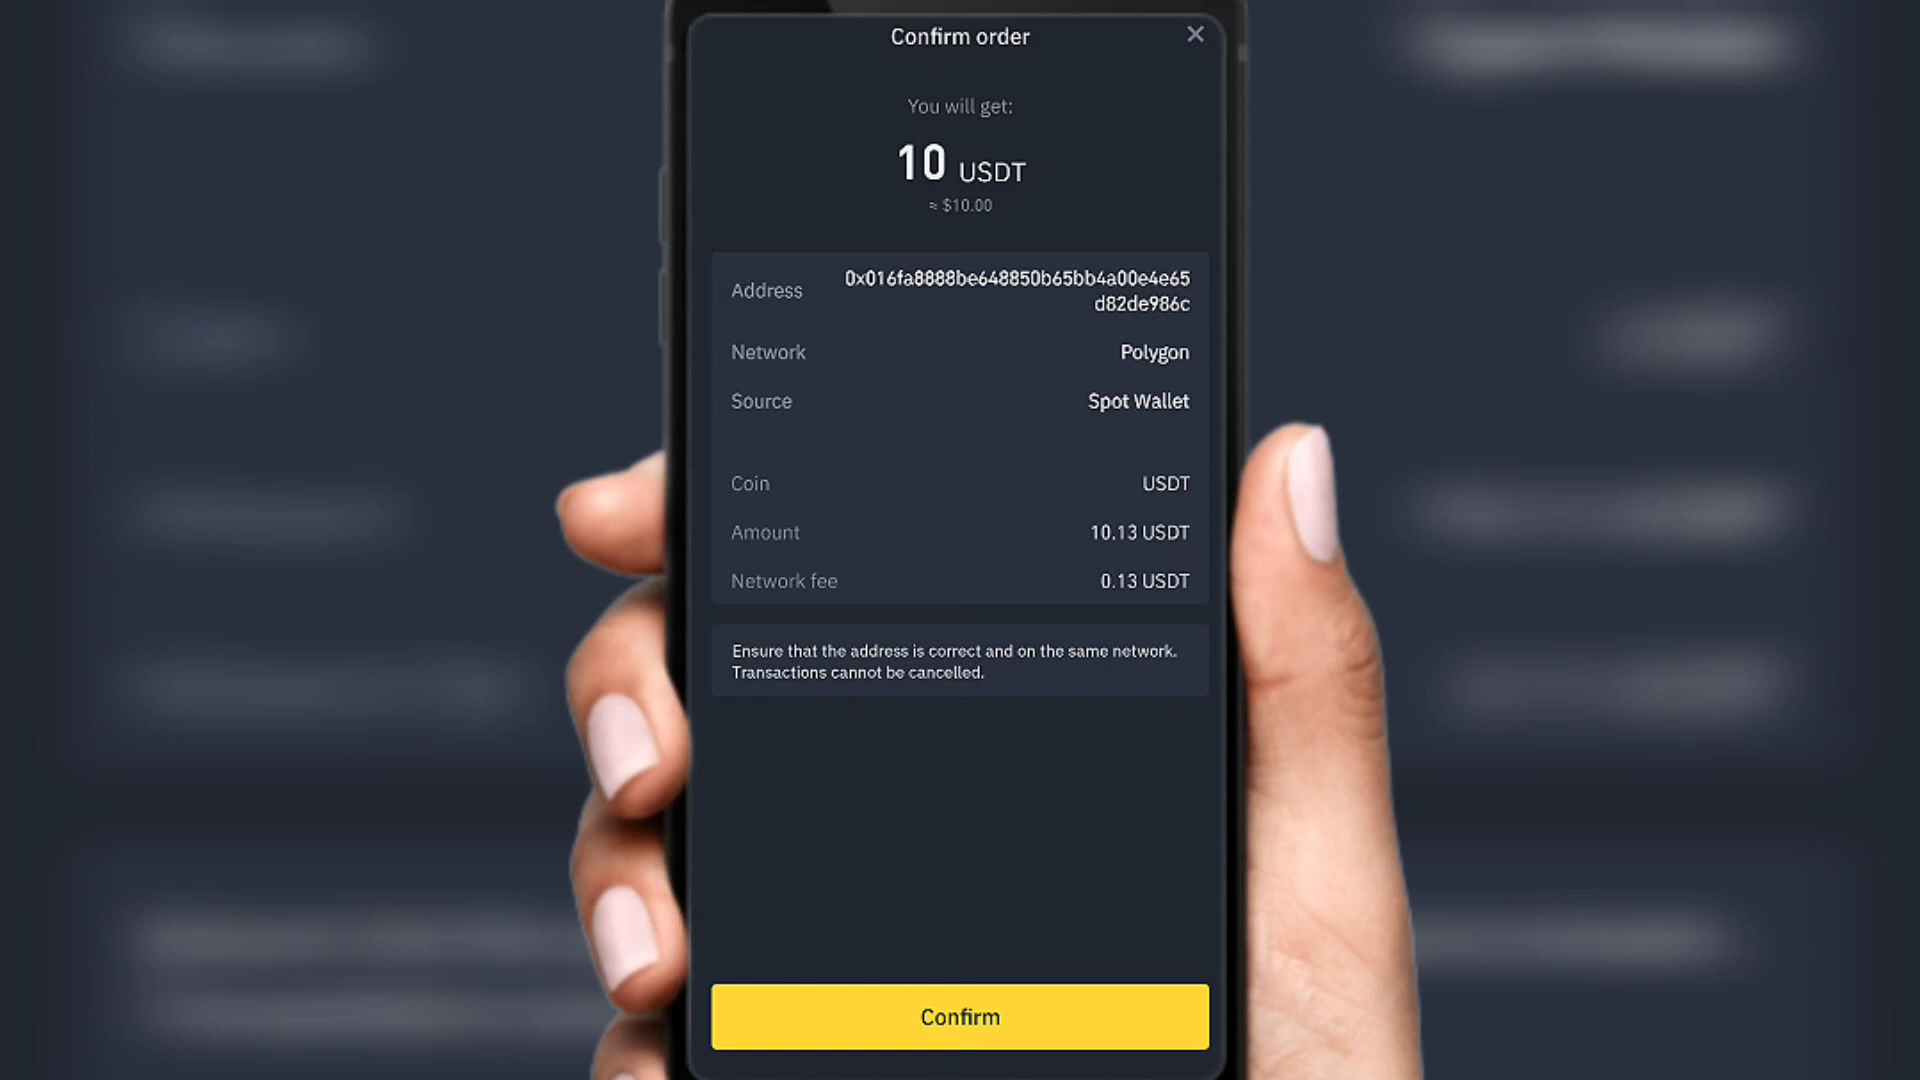 Confirm order
You will get:
10 USDT
≈ $10.00
Address 0x016fa8888be648850b65bb4a00e4e65
d82de986c
Network Polygon
Source Spot Wallet
Coin USDT
Amount 10.13 USDT
Network fee 0.13 USDT
Ensure that the address is correct and on the same network.
Transactions cannot be cancelled.
Confirm